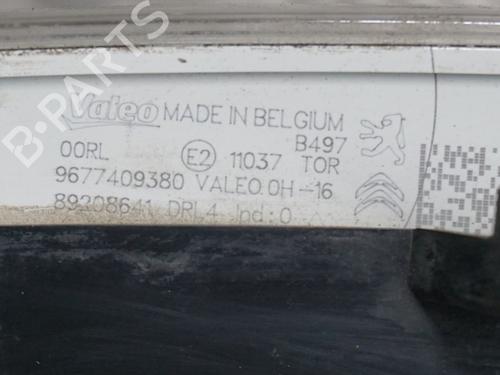 Valeo MADE IN BELGIUM
B497
00RL E2 11037 TOR
9677409380 VALEO.0H-16
89208641 DRL4 Ind:0
B-PARTS